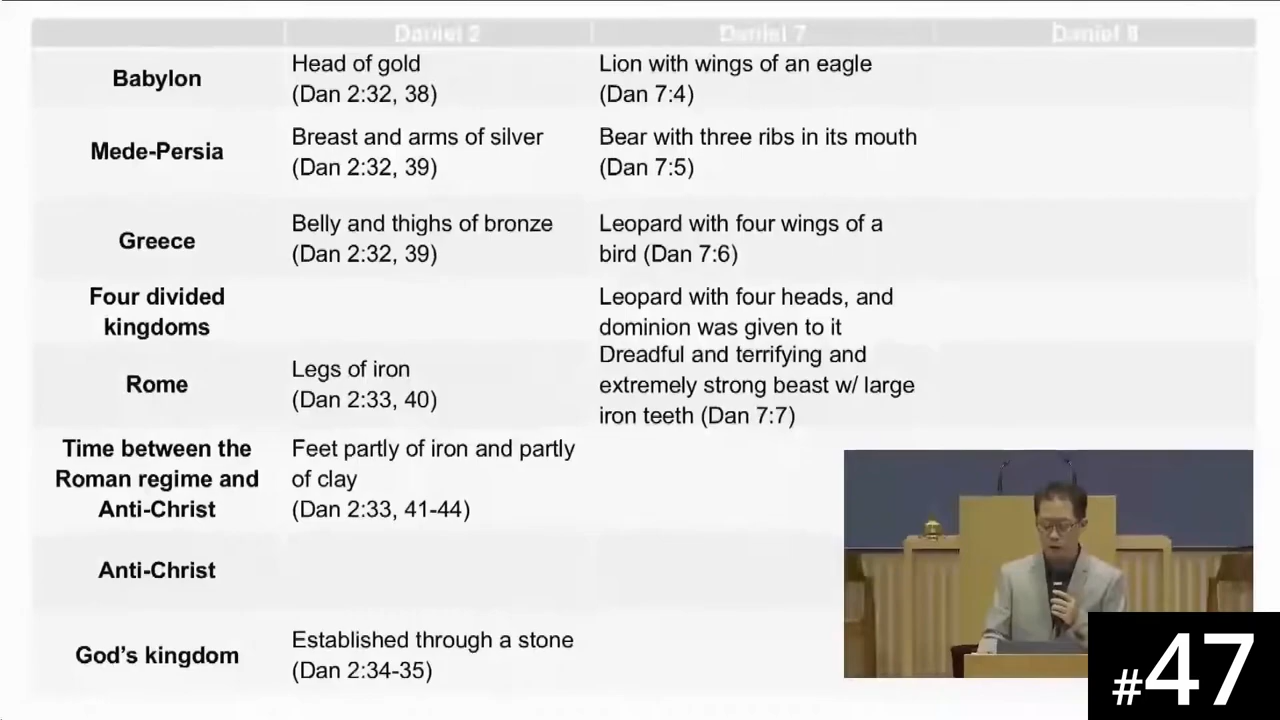 Daniel 2
Daniel 7
Daniel 8
Babylon
Head of gold
(Dan 2:32, 38)
Lion with wings of an eagle
(Dan 7:4)
Mede-Persia
Breast and arms of silver
(Dan 2:32, 39)
Bear with three ribs in its mouth
(Dan 7:5)
Greece
Belly and thighs of bronze
(Dan 2:32, 39)
Leopard with four wings of a
bird (Dan 7:6)
Four divided
kingdoms
Leopard with four heads, and
dominion was given to it
Rome
Legs of iron
(Dan 2:33, 40)
Dreadful and terrifying and
extremely strong beast w/ large
iron teeth (Dan 7:7)
Time between the
Roman regime and
Anti-Christ
Feet partly of iron and partly
of clay
(Dan 2:33, 41-44)
Anti-Christ
God’s kingdom
Established through a stone
(Dan 2:34-35)
#47